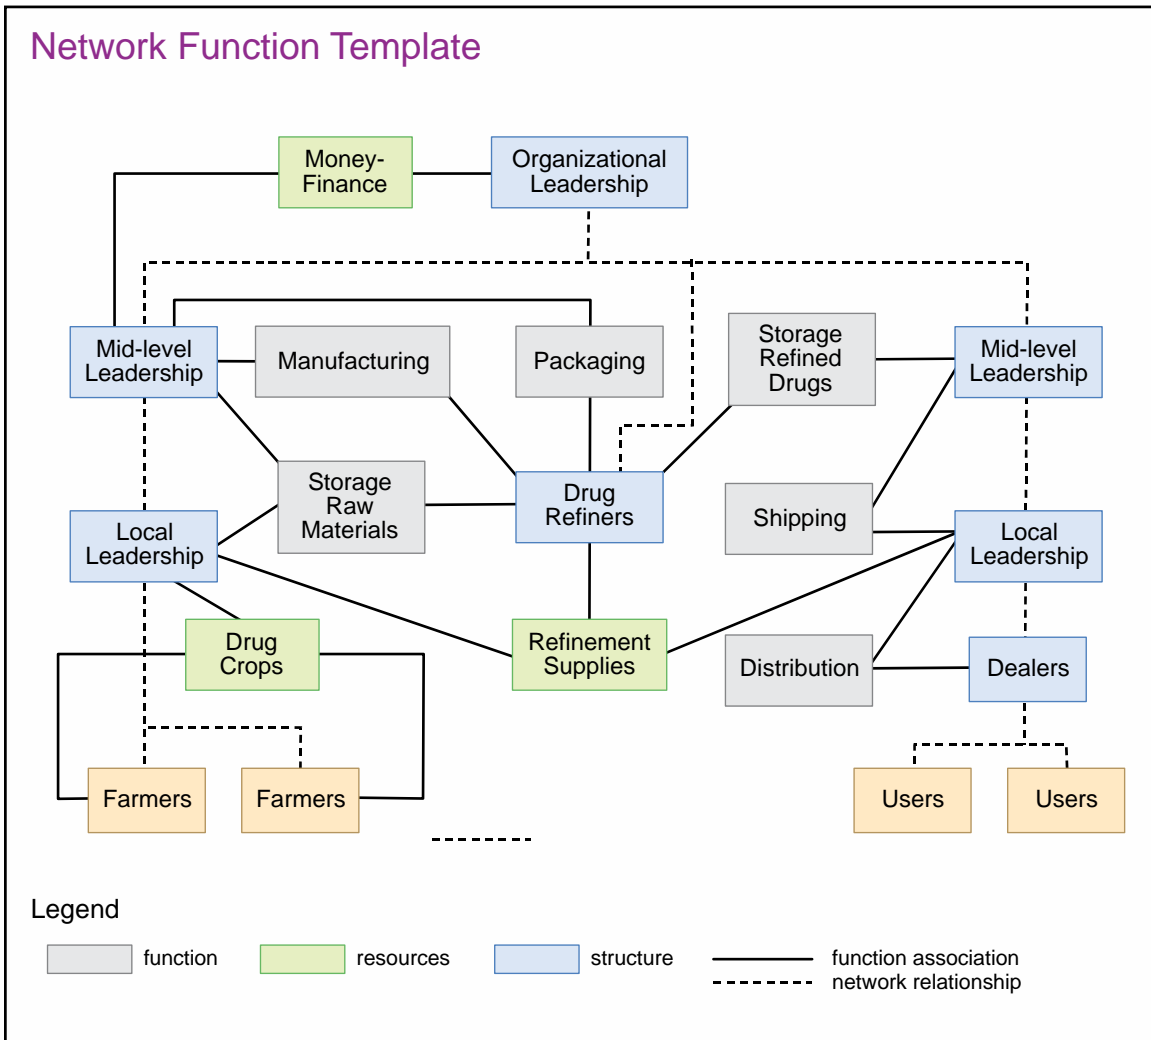 Network Function Template
Money-
Finance
Organizational
Leadership
Mid-level
Leadership
Manufacturing
Packaging
Storage
Refined
Drugs
Mid-level
Leadership
Storage
Raw
Materials
Drug
Refiners
Shipping
Local
Leadership
Local
Leadership
Drug
Crops
Refinement
Supplies
Distribution
Dealers
Farmers
Farmers
Users
Users
Legend
function
resources
structure
function association
network relationship